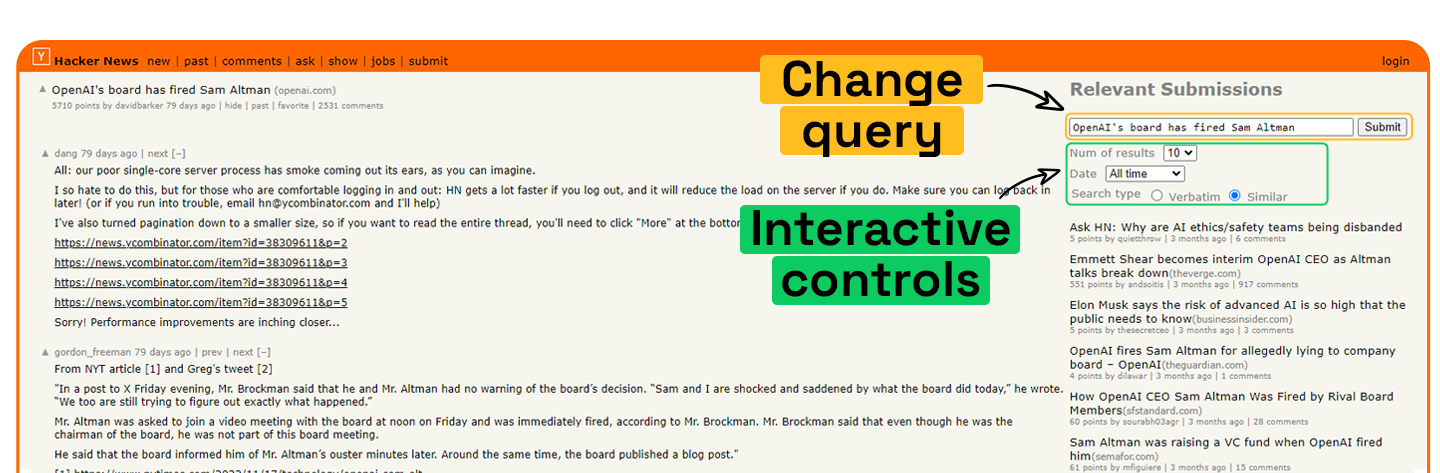 Y Hacker News new | past | comments | ask | show | jobs | submit
login
▲ OpenAI's board has fired Sam Altman (openai.com)
5710 points by davidbarker 79 days ago | hide | past | favorite | 2531 comments
▲ dang 79 days ago | next [–]
All: our poor single-core server process has smoke coming out its ears, as you can imagine.
I so hate to do this, but for those who are comfortable logging in and out: HN gets a lot faster if you log out, and it will reduce the load on the server if you do. Make sure you can log back in
later! (or if you run into trouble, email hn@ycombinator.com and I'll help)
I've also turned pagination down to a smaller size, so if you want to read the entire thread, you'll need to click "More" at the bottom
https://news.ycombinator.com/item?id=38309611&p=2
https://news.ycombinator.com/item?id=38309611&p=3
https://news.ycombinator.com/item?id=38309611&p=4
https://news.ycombinator.com/item?id=38309611&p=5
Sorry! Performance improvements are inching closer...
▲ gordon_freeman 79 days ago | prev | next [–]
From NYT article [1] and Greg's tweet [2]
"In a post to X Friday evening, Mr. Brockman said that he and Mr. Altman had no warning of the board’s decision. “Sam and I are shocked and saddened by what the board did today,” he wrote.
“We too are still trying to figure out exactly what happened.”
Mr. Altman was asked to join a video meeting with the board at noon on Friday and was immediately fired, according to Mr. Brockman. Mr. Brockman said that even though he was the
chairman of the board, he was not part of this board meeting.
He said that the board informed him of Mr. Altman’s ouster minutes later. Around the same time, the board published a blog post."
Change
query
Interactive
controls
Relevant Submissions
OpenAI's board has fired Sam Altman Submit
Num of results 10
Date All time
Search type Verbatim Similar
Ask HN: Why are AI ethics/safety teams being disbanded
5 points by quietthrow | 3 months ago | 6 comments
Emmett Shear becomes interim OpenAI CEO as Altman
talks break down(theverge.com)
551 points by andsoitis | 3 months ago | 917 comments
Elon Musk says the risk of advanced AI is so high that the
public needs to know(businessinsider.com)
5 points by thesecretceo | 3 months ago | 3 comments
OpenAI fires Sam Altman for allegedly lying to company
board – OpenAI(theguardian.com)
4 points by dilawar | 3 months ago | 1 comments
How OpenAI CEO Sam Altman Was Fired by Rival Board
Members(sfstandard.com)
60 points by sourabh03agr | 3 months ago | 28 comments
Sam Altman was raising a VC fund when OpenAI fired
him(semafor.com)
61 points by mfiguiere | 3 months ago | 15 comments